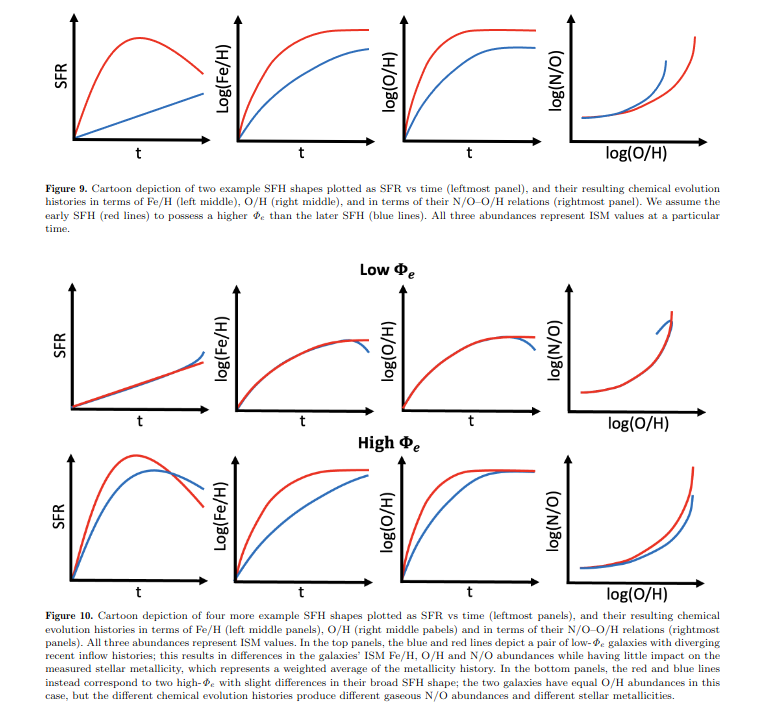 SFR
t
Log(Fe/H)
t
log(O/H)
t
log(N/O)
log(O/H)
Figure 9. Cartoon depiction of two example SFH shapes plotted as SFR vs time (leftmost panel), and their resulting chemical evolution
histories in terms of Fe/H (left middle), O/H (right middle), and in terms of their N/O–O/H relations (rightmost panel). We assume the
early SFH (red lines) to possess a higher Φe than the later SFH (blue lines). All three abundances represent ISM values at a particular
time.
Low Φe
SFR
t
log(Fe/H)
t
log(O/H)
t
log(N/O)
log(O/H)
High Φe
SFR
t
Log(Fe/H)
t
log(O/H)
t
log(N/O)
log(O/H)
Figure 10. Cartoon depiction of four more example SFH shapes plotted as SFR vs time (leftmost panels), and their resulting chemical
evolution histories in terms of Fe/H (left middle panels), O/H (right middle pabels) and in terms of their N/O–O/H relations (rightmost
panels). All three abundances represent ISM values. In the top panels, the blue and red lines depict a pair of low-Φe galaxies with diverging
recent inflow histories; this results in differences in the galaxies' ISM Fe/H, O/H and N/O abundances while having little impact on the
measured stellar metallicity, which represents a weighted average of the metallicity history. In the bottom panels, the red and blue lines
instead correspond to two high-Φe with slight differences in their broad SFH shape; the two galaxies have equal O/H abundances in this
case, but the different chemical evolution histories produce different gaseous N/O abundances and different stellar metallicities.